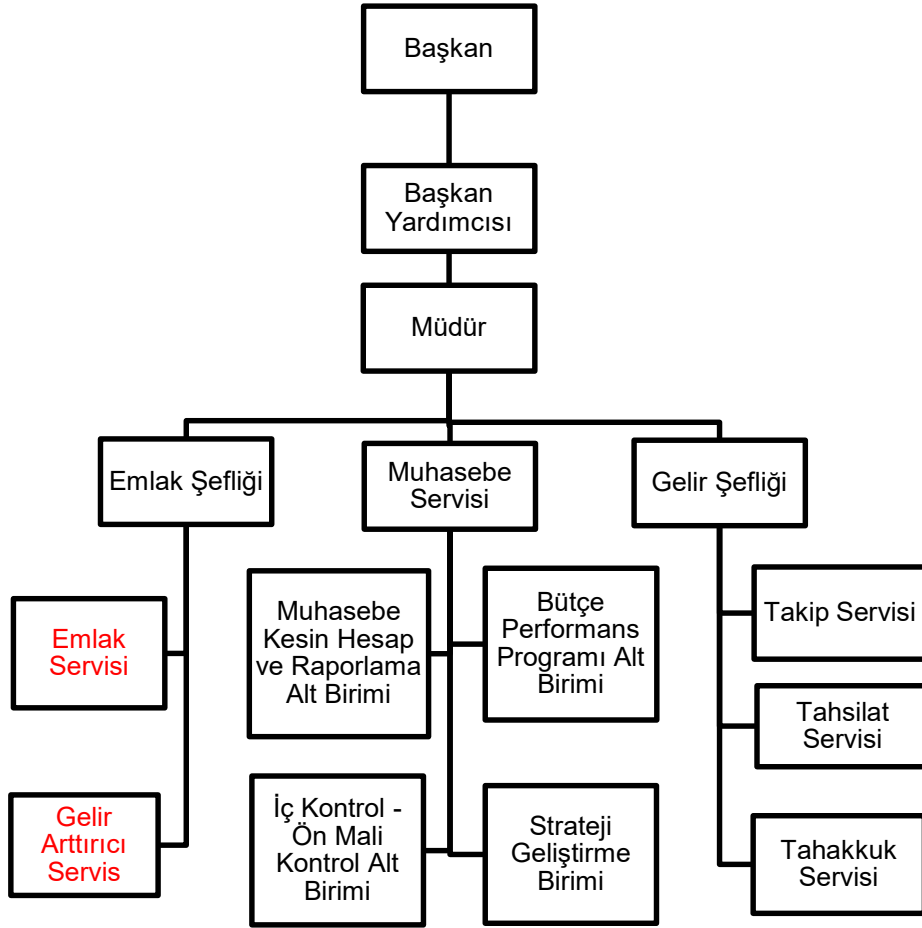 Başkan
Başkan
Yardımcısı
Müdür
Emlak Şefliği
Muhasebe
Servisi
Gelir Şefliği
Emlak
Servisi
Muhasebe
Kesin Hesap
ve Raporlama
Alt Birimi
Bütçe
Performans
Programı Alt
Birimi
Takip Servisi
Tahsilat
Servisi
Gelir
Arttırıcı
Servis
İç Kontrol -
Ön Mali
Kontrol Alt
Birimi
Strateji
Geliştirme
Birimi
Tahakkuk
Servisi